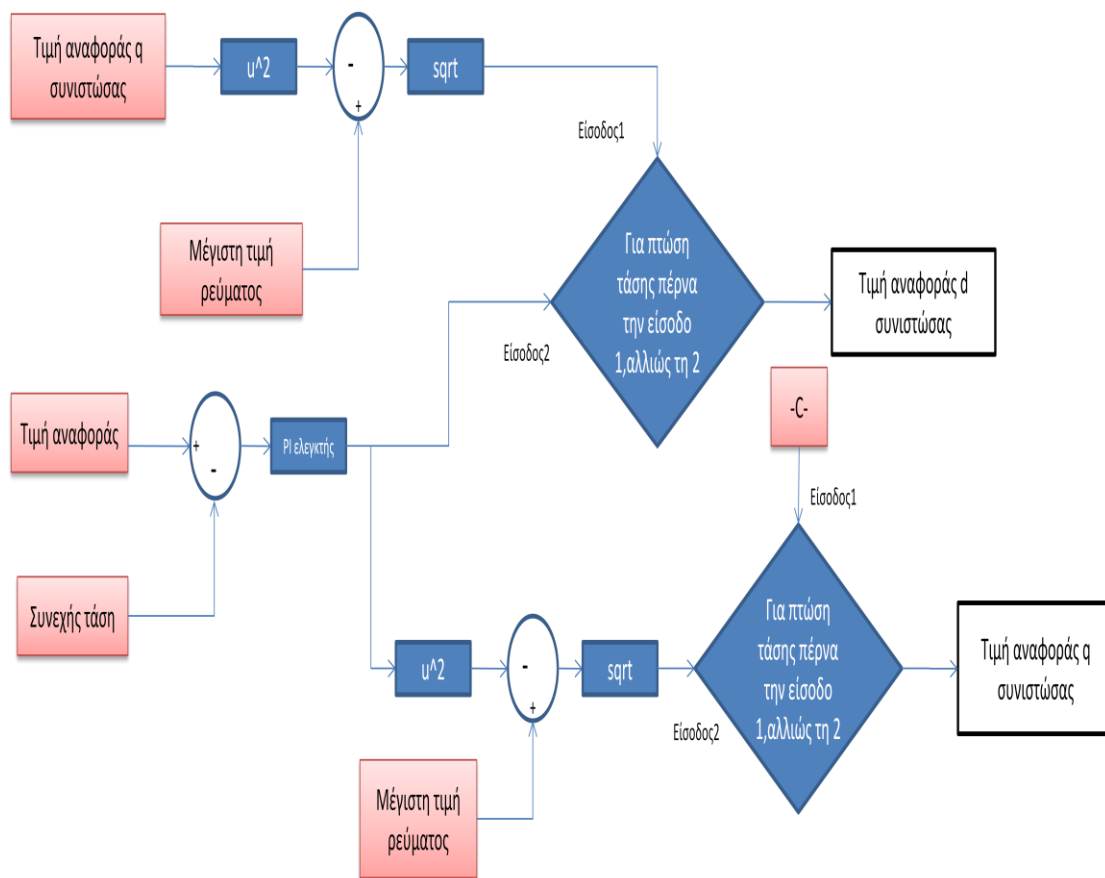 Τιμή αναφοράς q
συνιστώσας
u^2
-
+
sqrt
Είσοδος1
Μέγιστη τιμή
ρεύματος
Για πτώση
τάσης πέρνα
την είσοδο
1,αλλιώς τη 2
Τιμή αναφοράς d
συνιστώσας
Είσοδος2
Τιμή αναφοράς
+
-
PI ελεγκτής
-C-
Είσοδος1
Συνεχής τάση
u^2
-
+
sqrt
Για πτώση
τάσης πέρνα
την είσοδο
1,αλλιώς τη 2
Είσοδος2
Τιμή αναφοράς q
συνιστώσας
Μέγιστη τιμή
ρεύματος